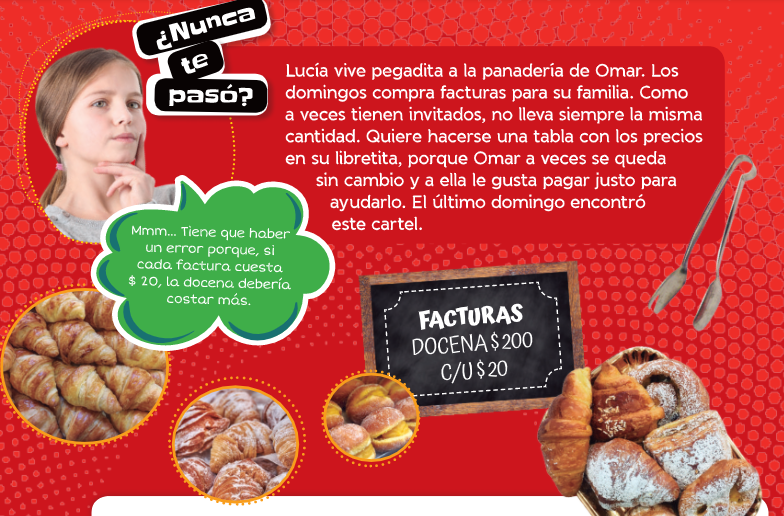 ¿Nunca
te
pasó?
Lucía vive pegadita a la panadería de Omar. Los
domingos compra facturas para su familia. Como
a veces tienen invitados, no lleva siempre la misma
cantidad. Quiere hacerse una tabla con los precios
en su libretita, porque Omar a veces se queda
sin cambio y a ella le gusta pagar justo para
ayudarlo. El último domingo encontró
este cartel.
Mmm... Tiene que haber
un error porque, si
cada factura cuesta
$ 20, la docena debería
costar más.
FACTURAS
DOCENA $ 200
C/U $ 20